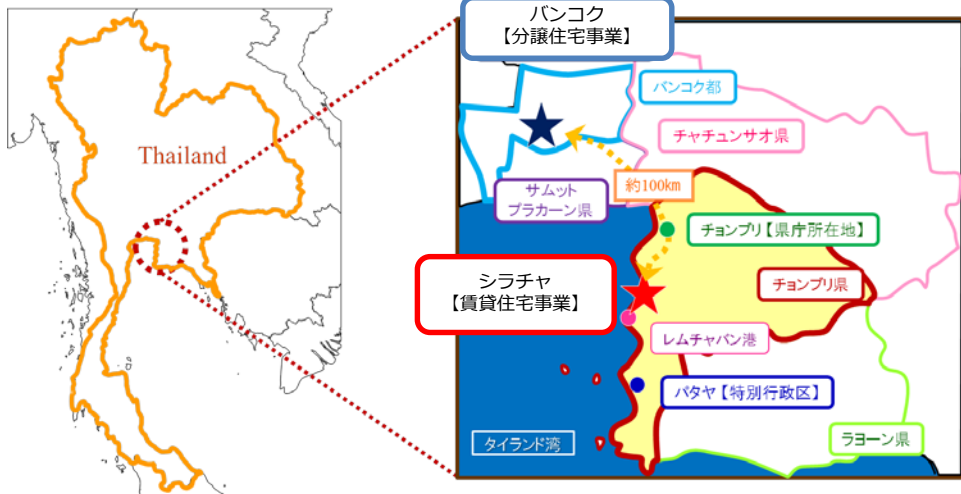 バンコク
【分譲住宅事業】
バンコク都
チャチュンサオ県
Thailand
約100km
サムット
プラカーン県
チョンブリ【県庁所在地】
シラチャ
【賃貸住宅事業】
チョンブリ県
レムチャバン港
パタヤ【特別行政区】
タイランド湾
ラヨーン県